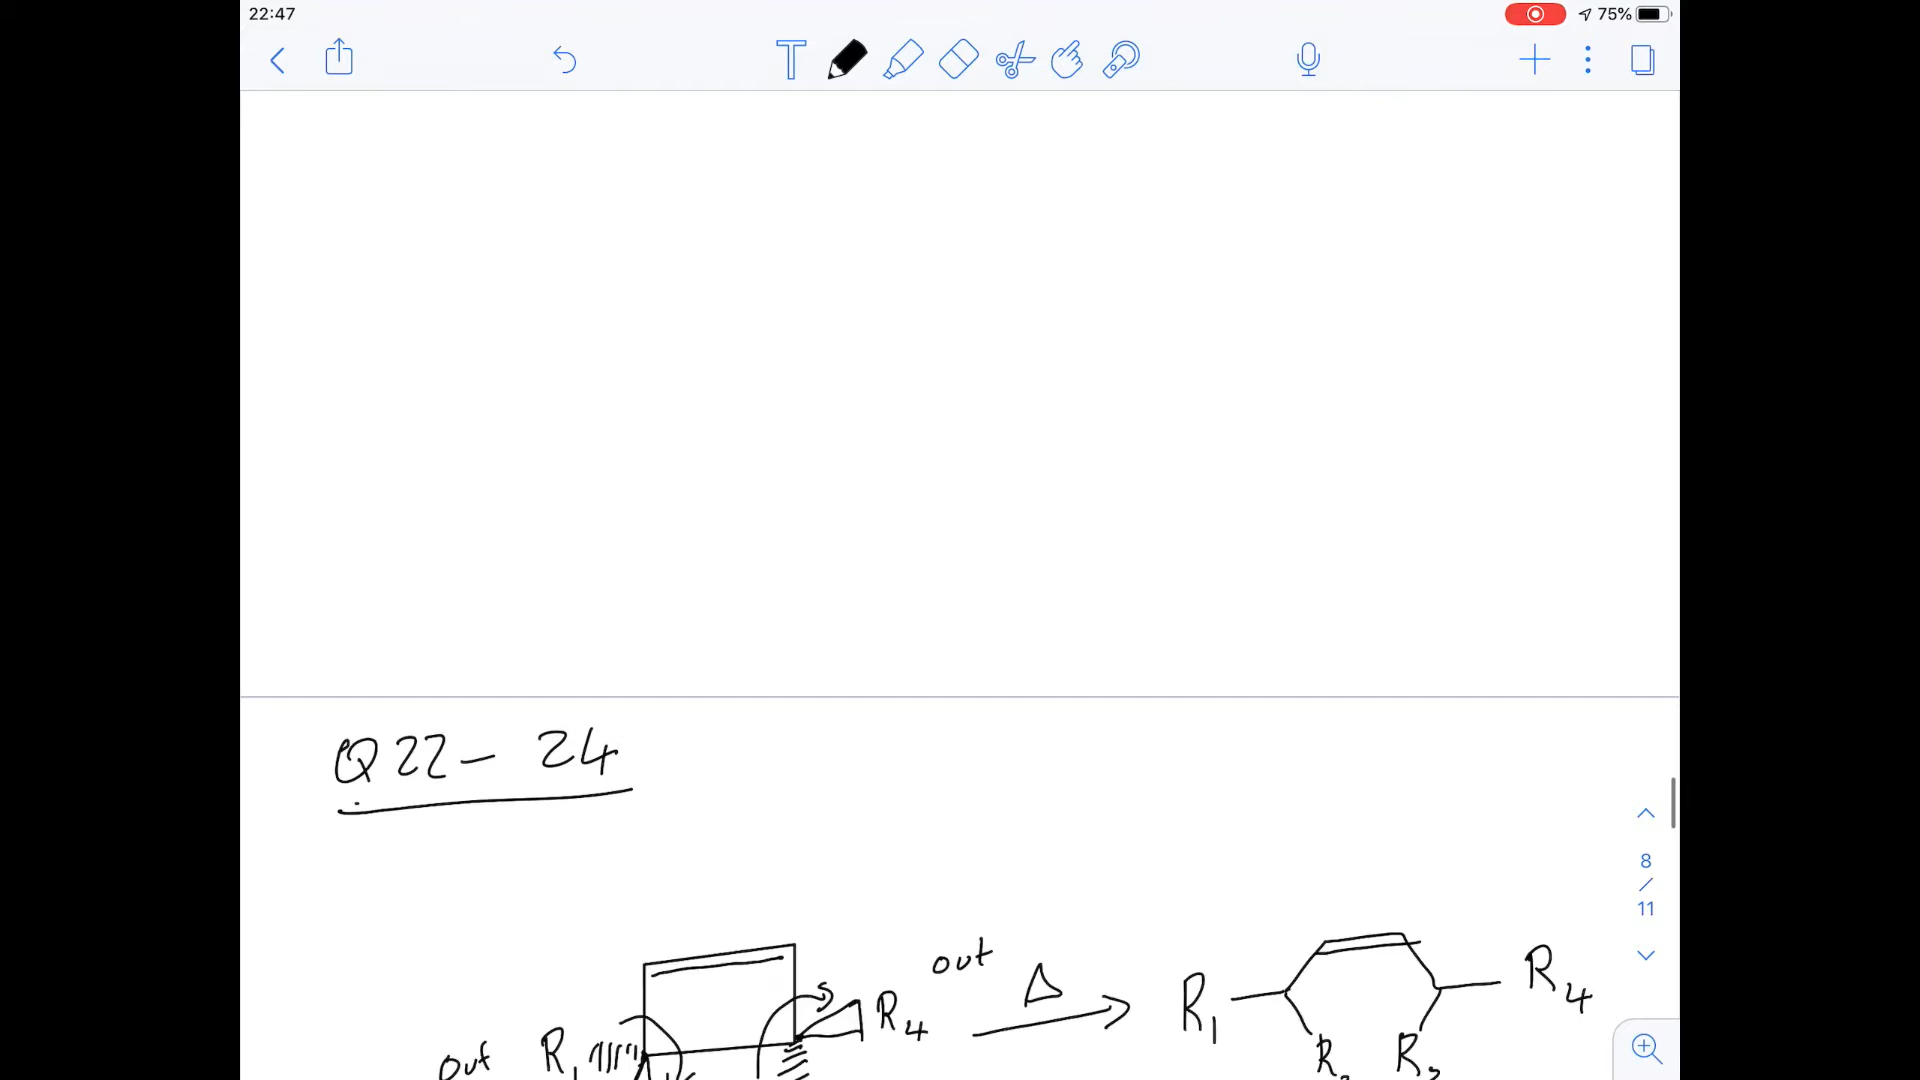 22:47
75%
T
Q22 - 24
8
/
11
out
Δ
R4
R1
R4
out
R1
R2 R3